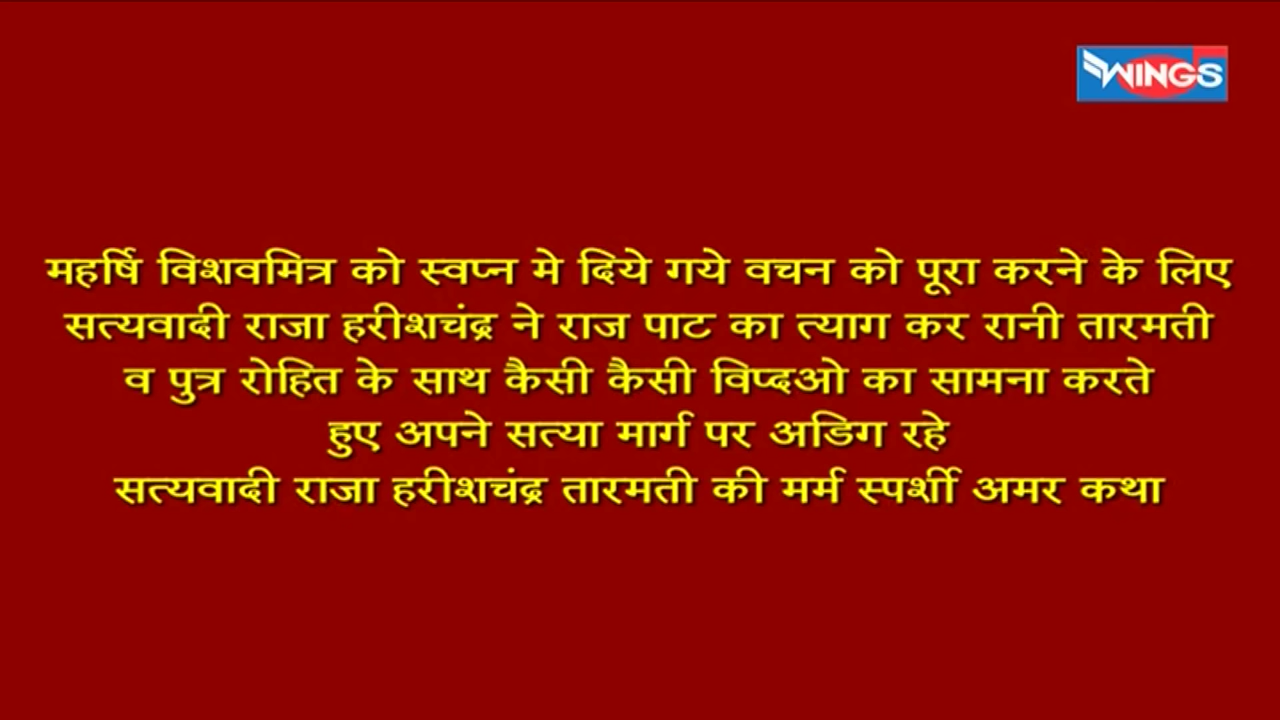 WINGS
महर्षि विशवमित्र को स्वप्न मे दिये गये वचन को पूरा करने के लिए
सत्यवादी राजा हरीशचंद्र ने राज पाट का त्याग कर रानी तारमती
व पुत्र रोहित के साथ कैसी कैसी विप्दओ का सामना करते
हुए अपने सत्या मार्ग पर अडिग रहे
सत्यवादी राजा हरीशचंद्र तारमती की मर्म स्पर्शी अमर कथा